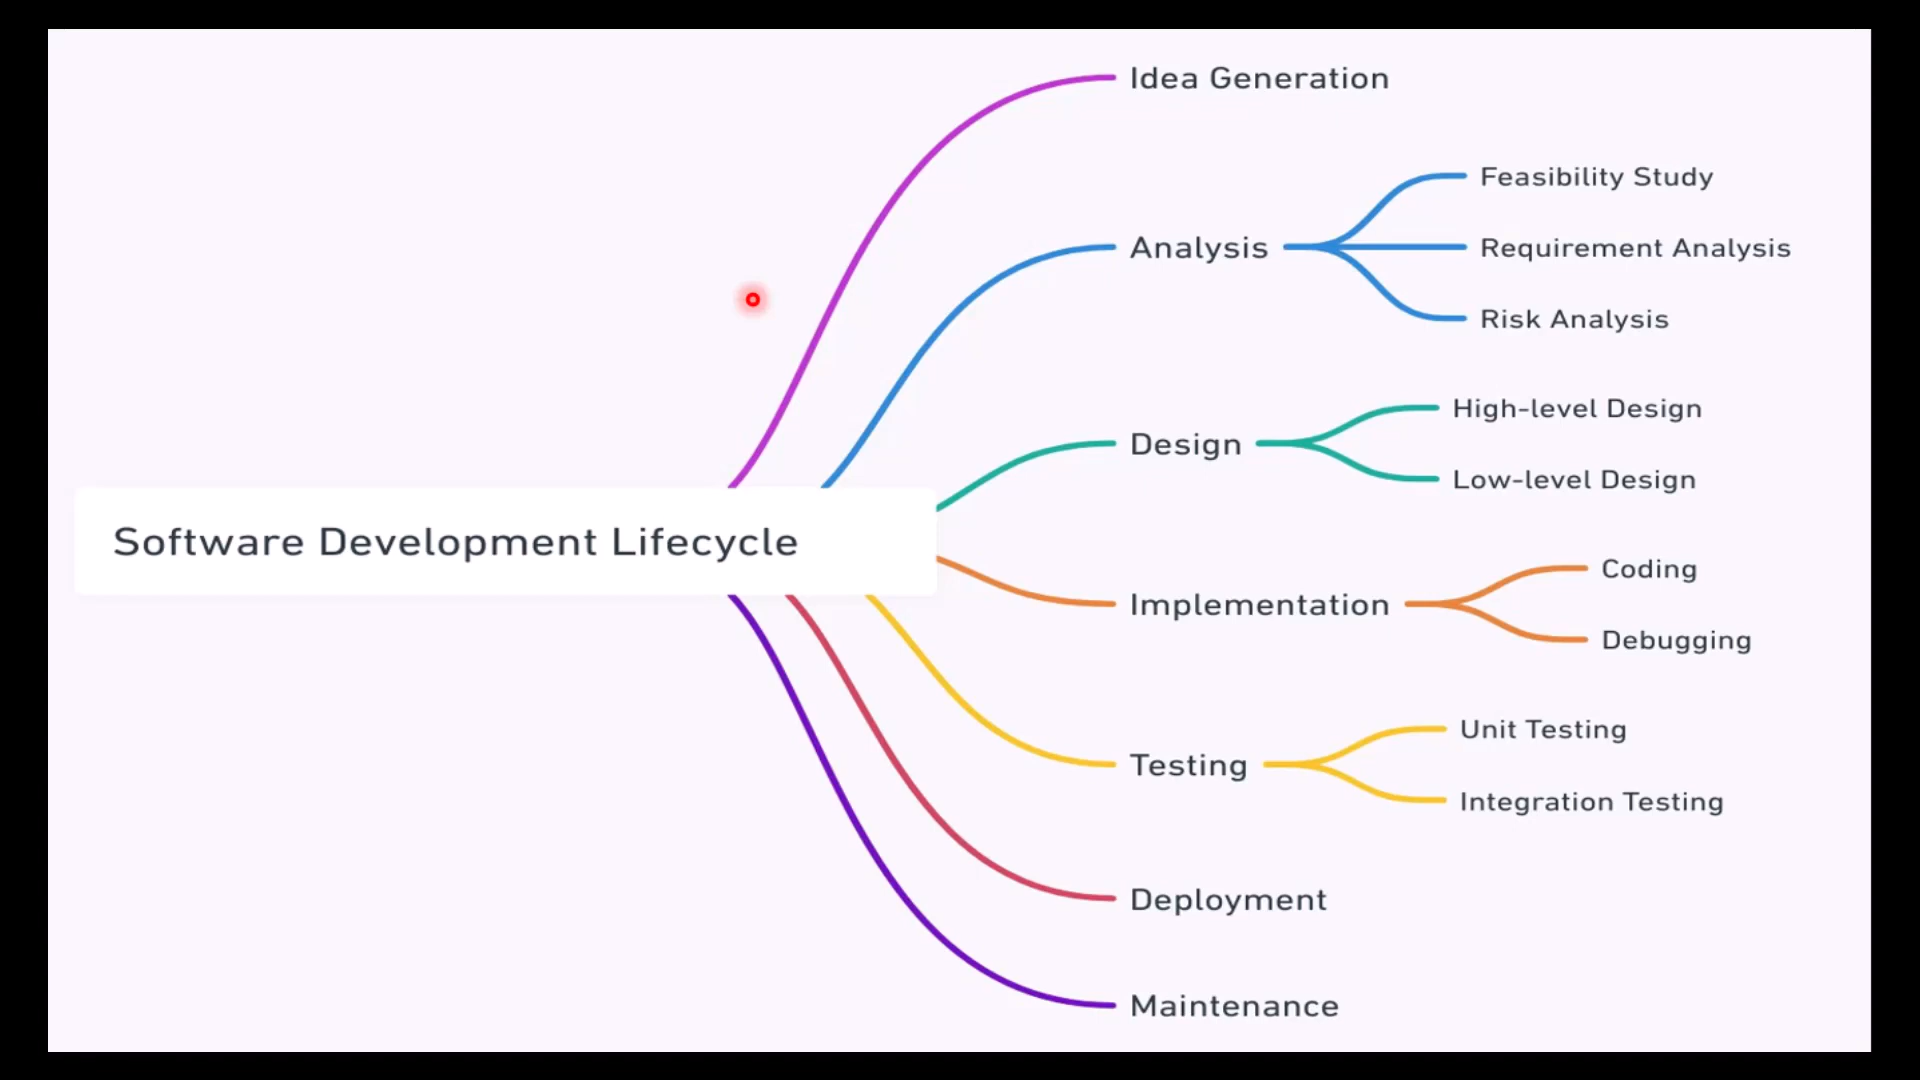 Software Development Lifecycle
Idea Generation
Analysis
Feasibility Study
Requirement Analysis
Risk Analysis
Design
High-level Design
Low-level Design
Implementation
Coding
Debugging
Testing
Unit Testing
Integration Testing
Deployment
Maintenance